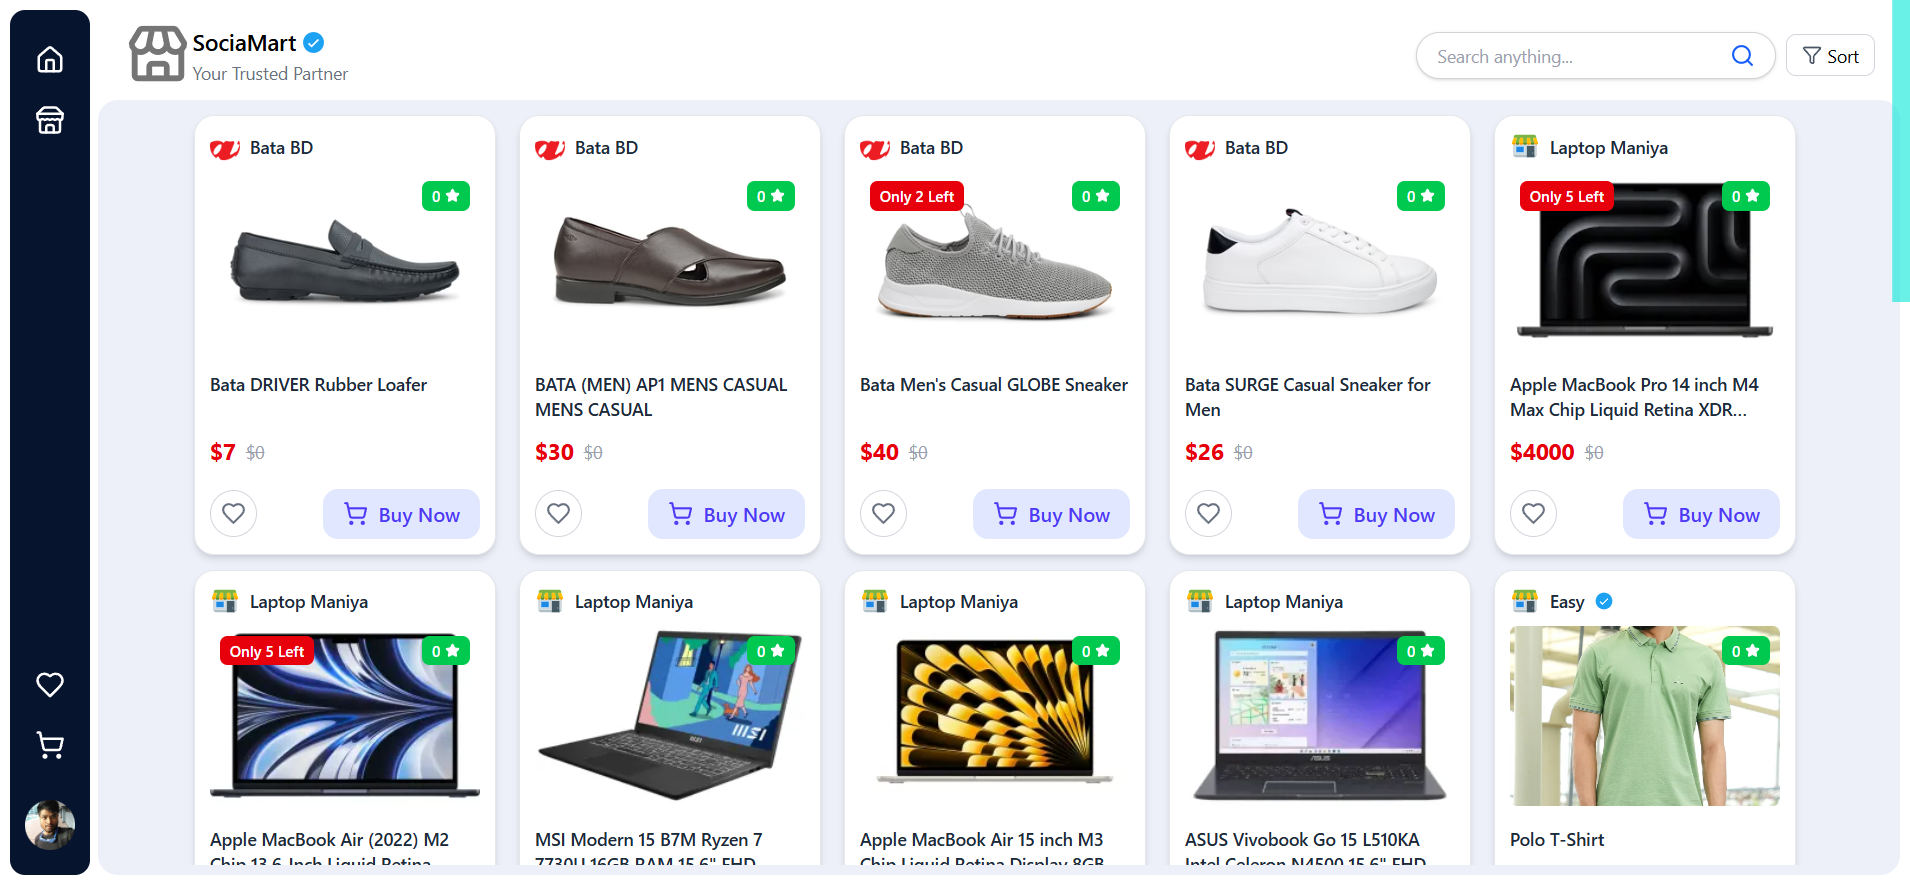 SociaMart
Your Trusted Partner
Search anything...
Sort
Bata BD
0
Bata DRIVER Rubber Loafer
$7 $0
Buy Now
Bata BD
0
BATA (MEN) AP1 MENS CASUAL
MENS CASUAL
$30 $0
Buy Now
Bata BD
Only 2 Left
0
Bata Men's Casual GLOBE Sneaker
$40 $0
Buy Now
Bata BD
0
Bata SURGE Casual Sneaker for
Men
$26 $0
Buy Now
Laptop Maniya
Only 5 Left
0
Apple MacBook Pro 14 inch M4
Max Chip Liquid Retina XDR...
$4000 $0
Buy Now
Laptop Maniya
Only 5 Left
0
Apple MacBook Air (2022) M2
Chip 13.6-Inch Liquid Retina
Laptop Maniya
0
msi
MSI Modern 15 B7M Ryzen 7
7730U 16GB RAM 15.6" FHD
Laptop Maniya
0
Apple MacBook Air 15 inch M3
Chip Liquid Retina Display 8GB
Laptop Maniya
0
ASUS
ASUS Vivobook Go 15 L510KA
Intel Celeron N4500 15.6" FHD
Easy
0
Polo T-Shirt